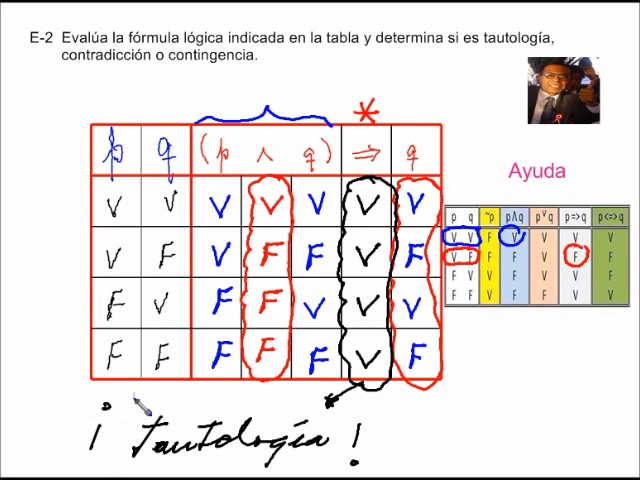 E-2 Evalúa la fórmula lógica indicada en la tabla y determina si es tautología,
contradicción o contingencia.
*
p q (p ∧ q) ⇒ q
V V V V V V V
V F V F F V F
F V F F V V V
F F F F F V F
Ayuda
p q ~p p∧q p∨q p=>q p<=>q
V V F V V V V
V F F F V F F
F V V F V V F
F F V F F V V
¡ Tautología !